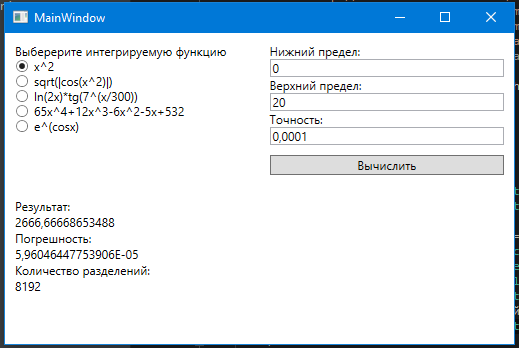 MainWindow
Выберерите интегрируемую функцию
x^2
sqrt(|cos(x^2)|)
ln(2x)*tg(7^(x/300))
65x^4+12x^3-6x^2-5x+532
e^(cosx)
Нижний предел:
0
Верхний предел:
20
Точность:
0,0001
Вычислить
Результат:
2666,66668653488
Погрешность:
5,96046447753906E-05
Количество разделений:
8192